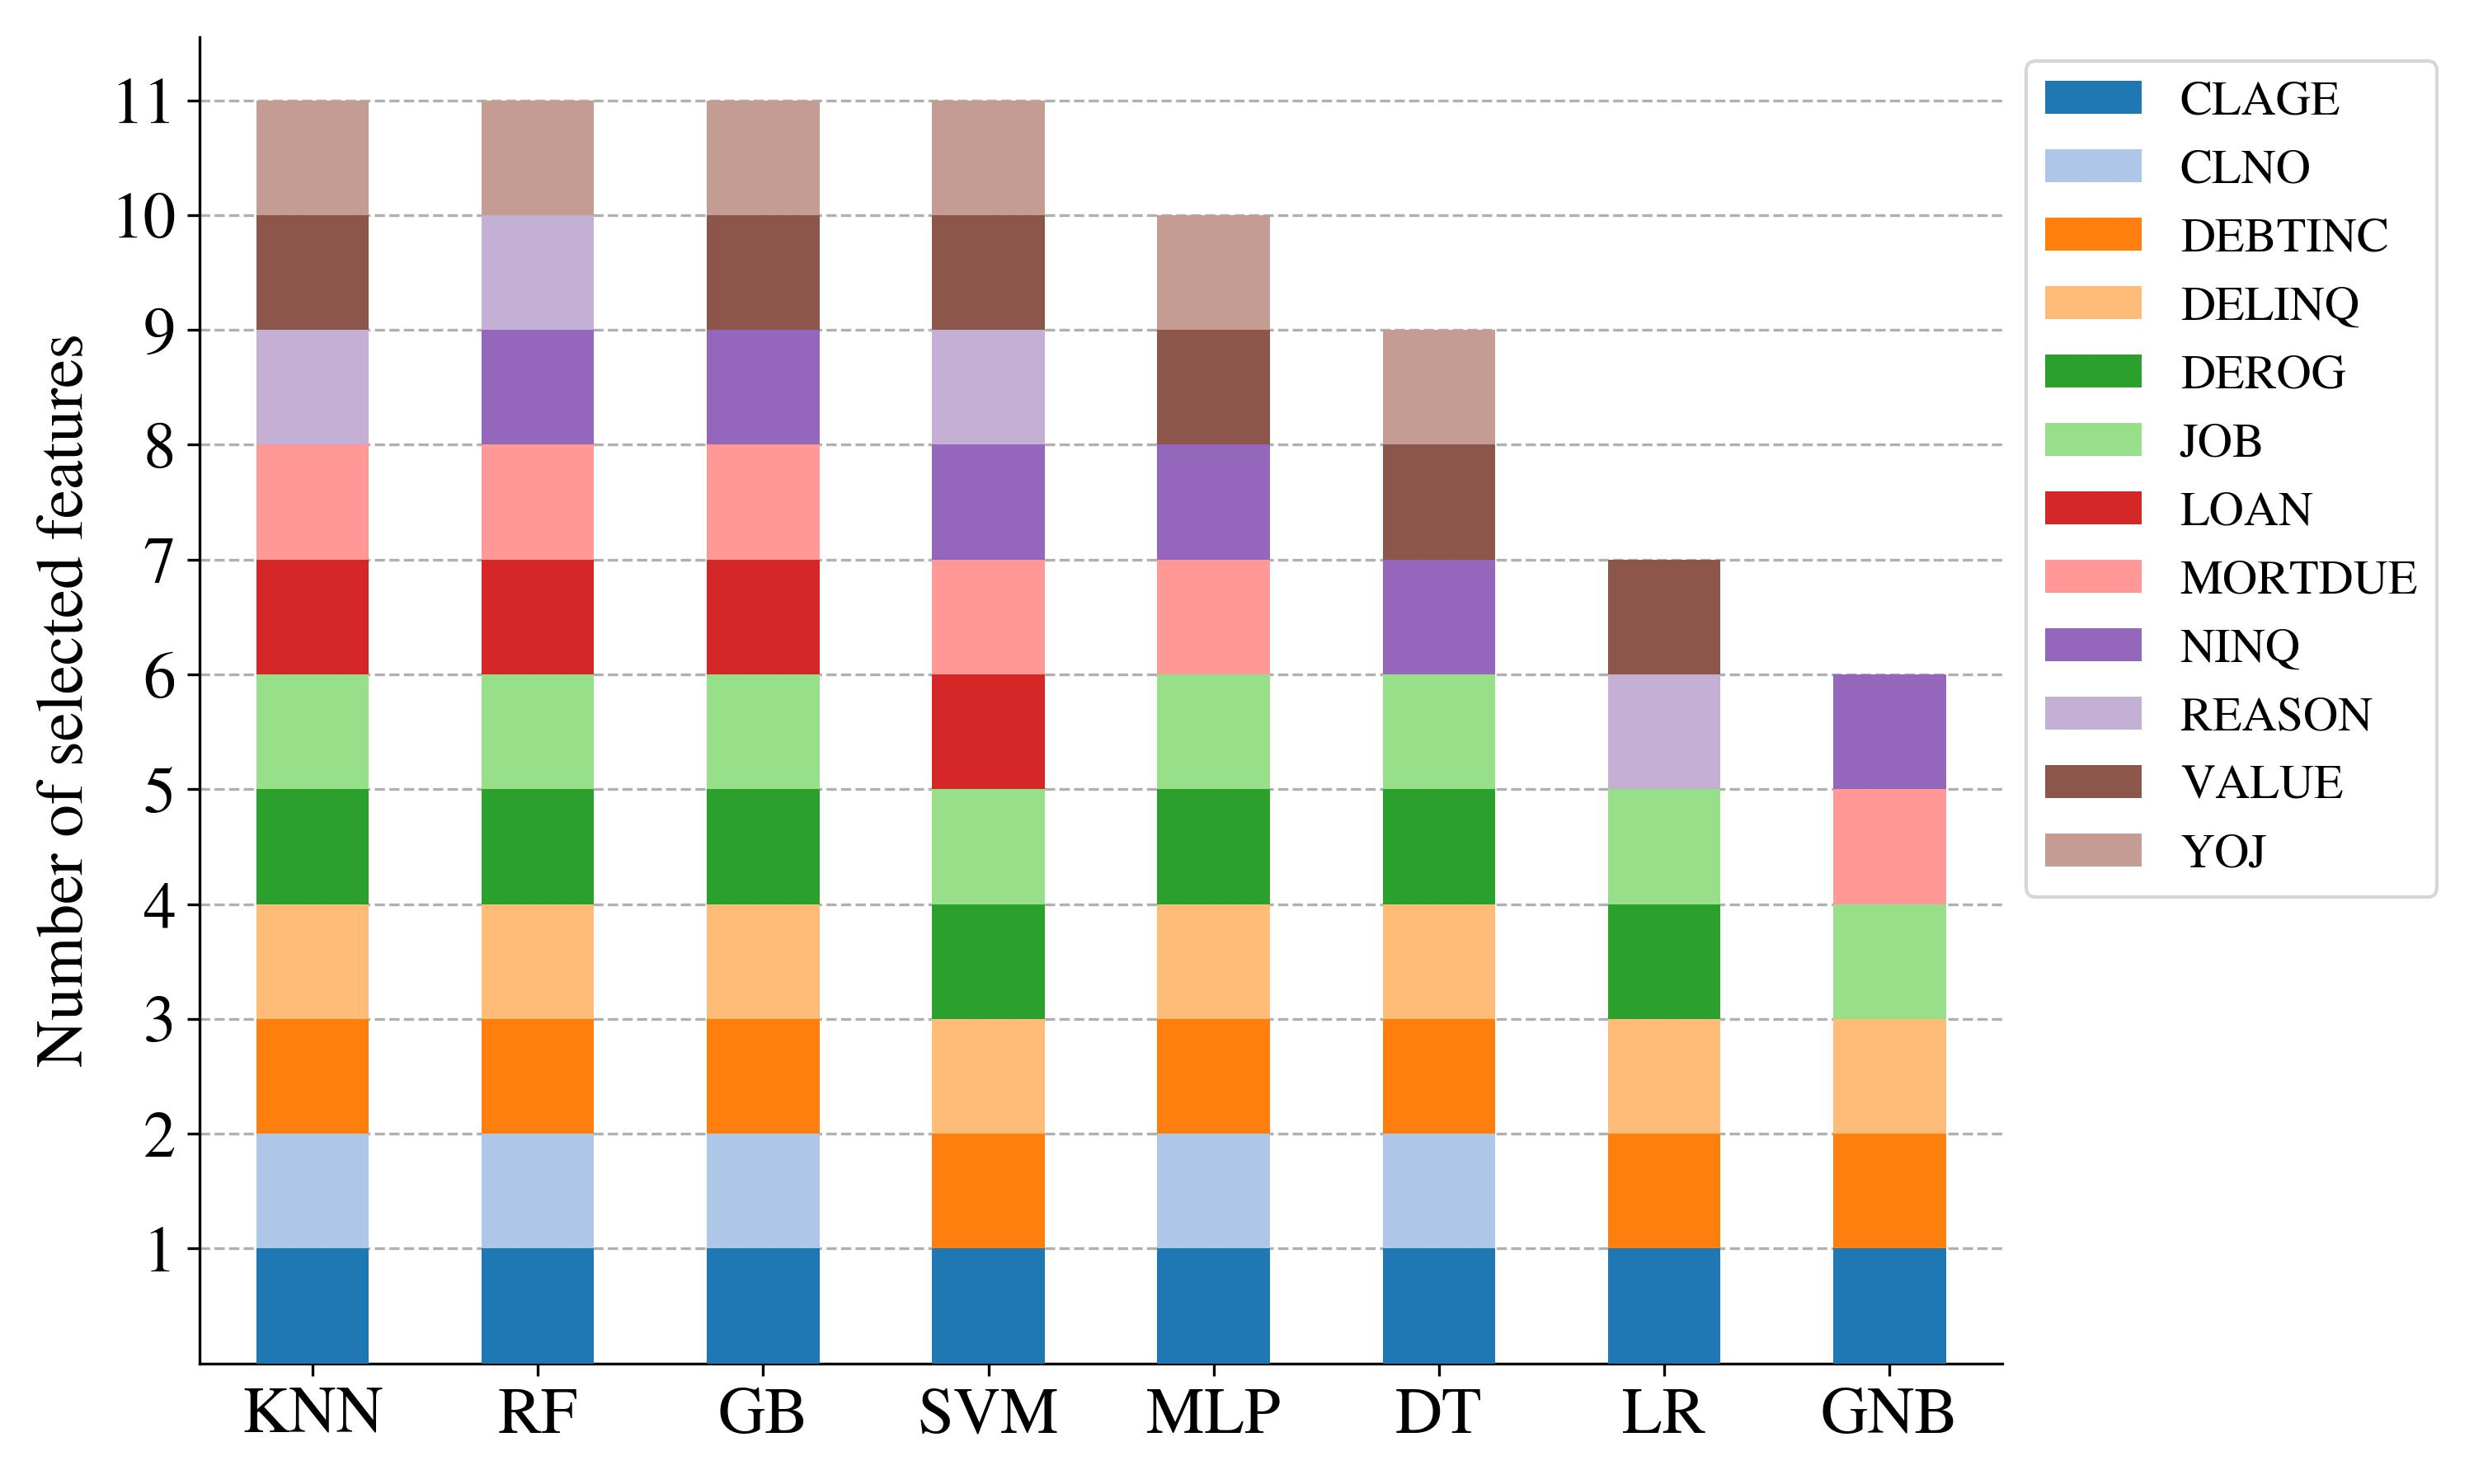 Number of selected features
11
10
9
8
7
6
5
4
3
2
1
KNN RF GB SVM MLP DT LR GNB
CLAGE
CLNO
DEBTINC
DELINQ
DEROG
JOB
LOAN
MORTDUE
NINQ
REASON
VALUE
YOJ